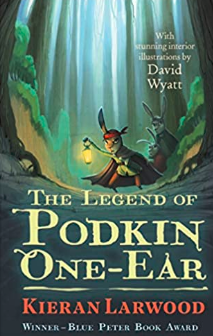 With
stunning interior
illustrations by
David
Wyatt
THE LEGEND OF
PODKIN
ONE-EAR
KIERAN LARWOOD
WINNER – BLUE PETER BOOK AWARD